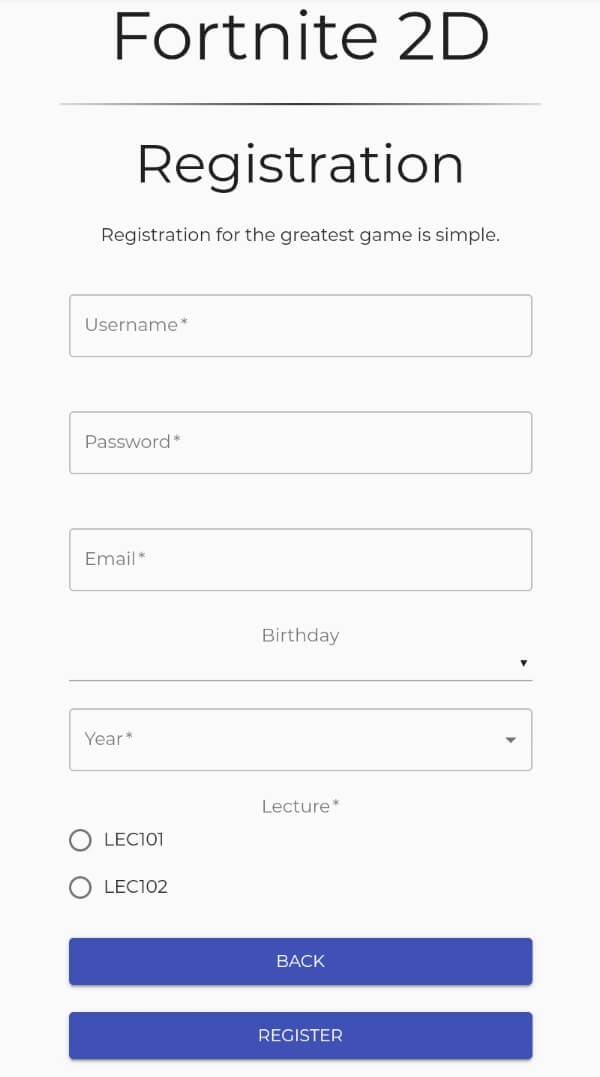 Fortnite 2D
Registration
Registration for the greatest game is simple.
Username*
Password*
Email*
Birthday
Year*
Lecture*
LEC101
LEC102
BACK
REGISTER